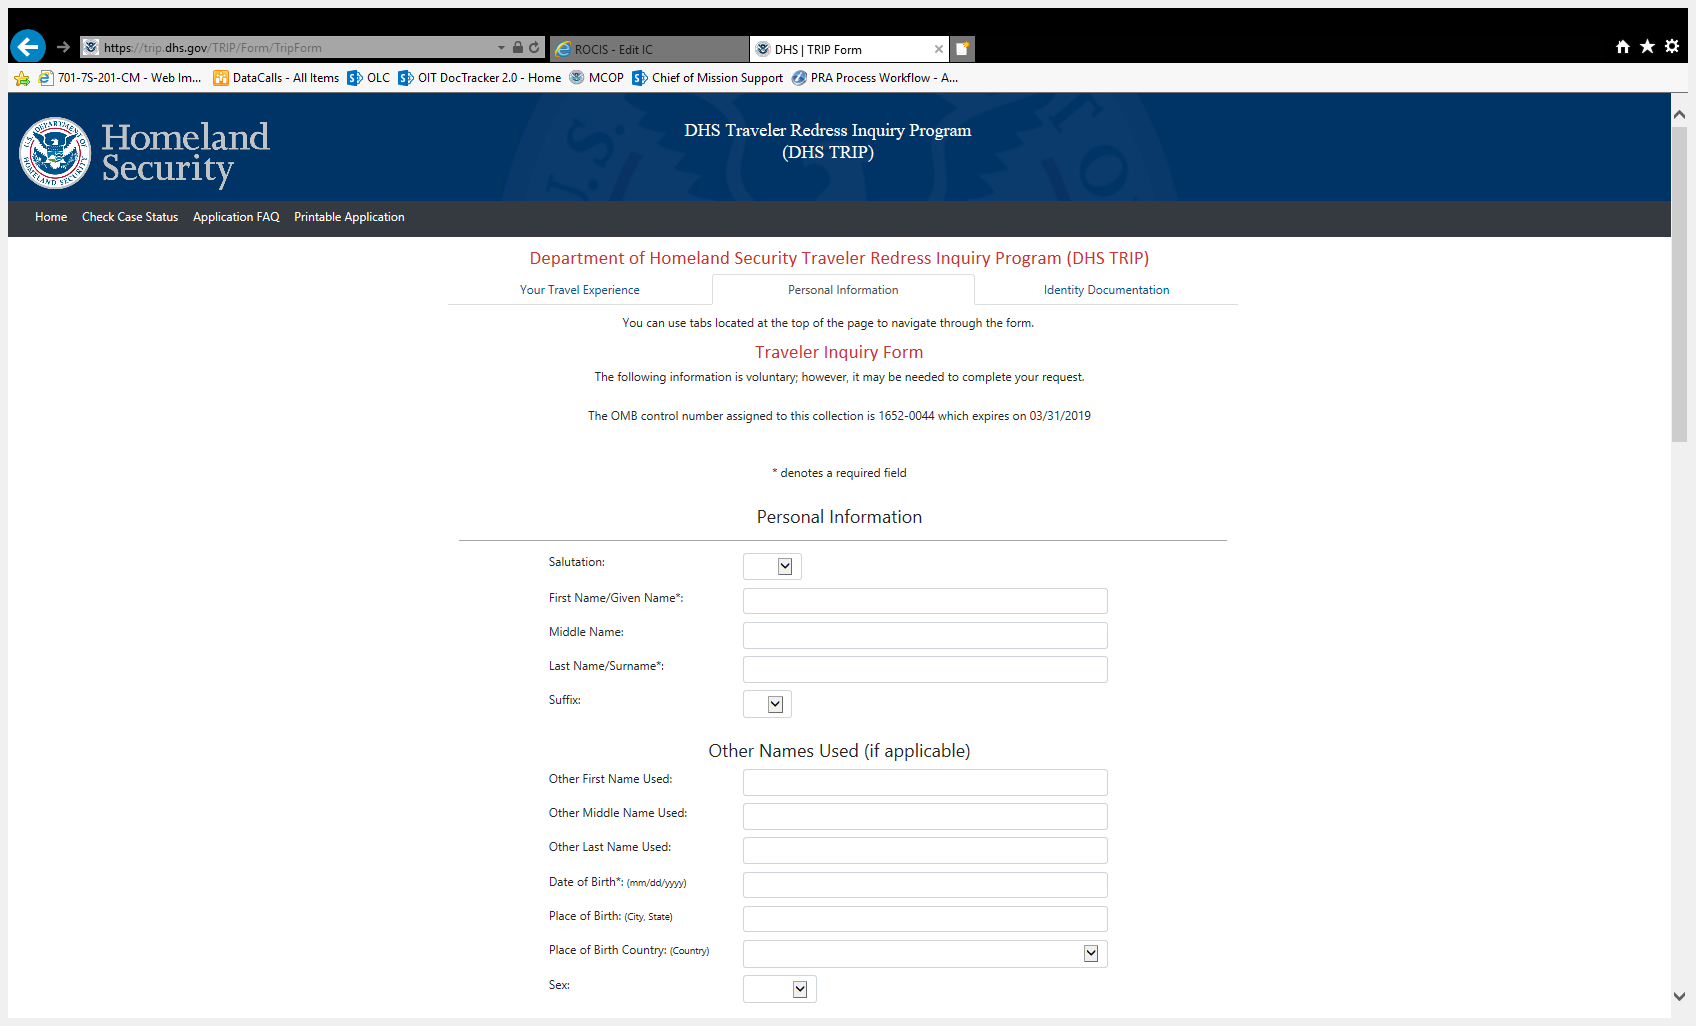 https://trip.dhs.gov/TRIP/Form/TripForm
ROCIS - Edit IC
DHS | TRIP Form
701-7S-201-CM - Web Im...
DataCalls - All Items
OLC
OIT DocTracker 2.0 - Home
MCOP
Chief of Mission Support
PRA Process Workflow - A...
U.S. DEPARTMENT OF HOMELAND SECURITY
Homeland
Security
DHS Traveler Redress Inquiry Program
(DHS TRIP)
Home
Check Case Status
Application FAQ
Printable Application
Department of Homeland Security Traveler Redress Inquiry Program (DHS TRIP)
Your Travel Experience
Personal Information
Identity Documentation
You can use tabs located at the top of the page to navigate through the form.
Traveler Inquiry Form
The following information is voluntary; however, it may be needed to complete your request.
The OMB control number assigned to this collection is 1652-0044 which expires on 03/31/2019
* denotes a required field
Personal Information
Salutation:
First Name/Given Name*:
Middle Name:
Last Name/Surname*:
Suffix:
Other Names Used (if applicable)
Other First Name Used:
Other Middle Name Used:
Other Last Name Used:
Date of Birth*: (mm/dd/yyyy)
Place of Birth: (City, State)
Place of Birth Country: (Country)
Sex: